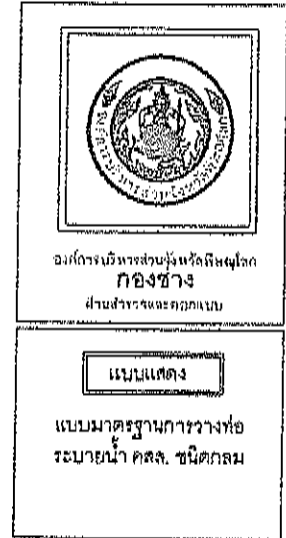 องค์การบริหารส่วนจังหวัดพิษณุโลก
กองช่าง
ฝ่ายสำรวจและออกแบบ
แบบแสดง
แบบมาตรฐานการวางท่อ
ระบายน้ำ คสล. ชนิดกลม